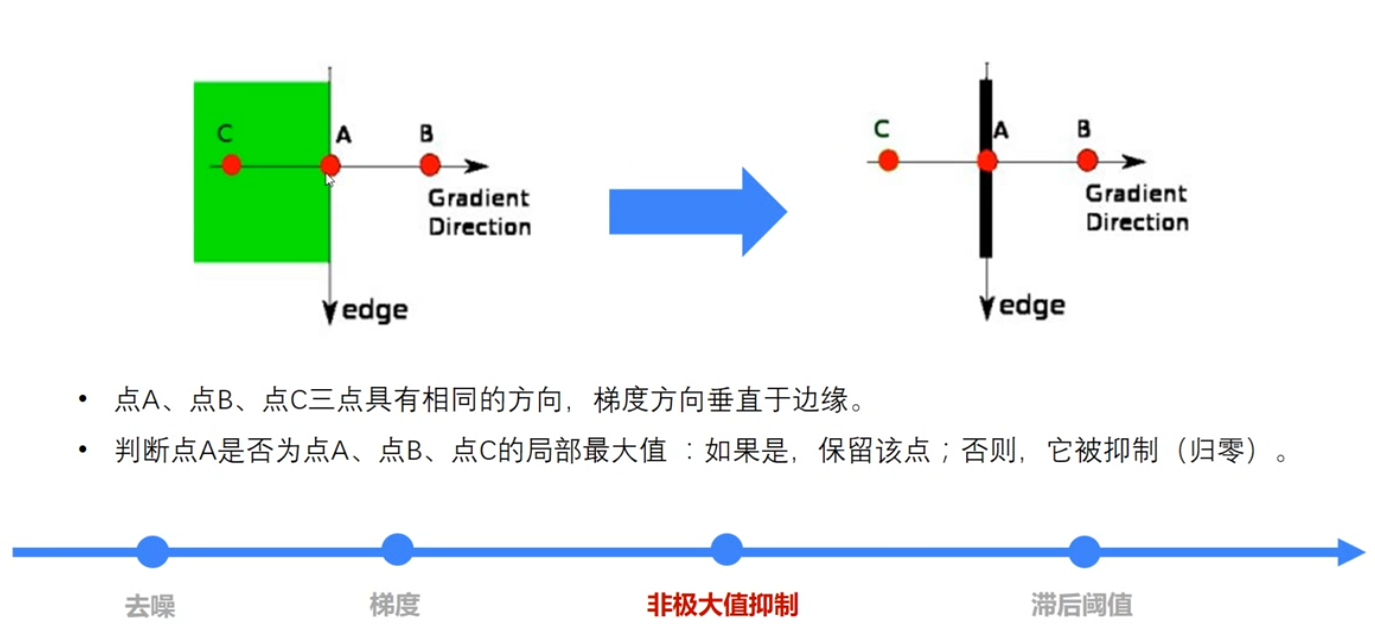 C A B
Gradient
Direction
edge
C A B
Gradient
Direction
edge
• 点A、点B、点C三点具有相同的方向，梯度方向垂直于边缘。
• 判断点A是否为点A、点B、点C的局部最大值 ：如果是，保留该点；否则，它被抑制（归零）。
去噪 梯度 非极大值抑制 滞后阈值